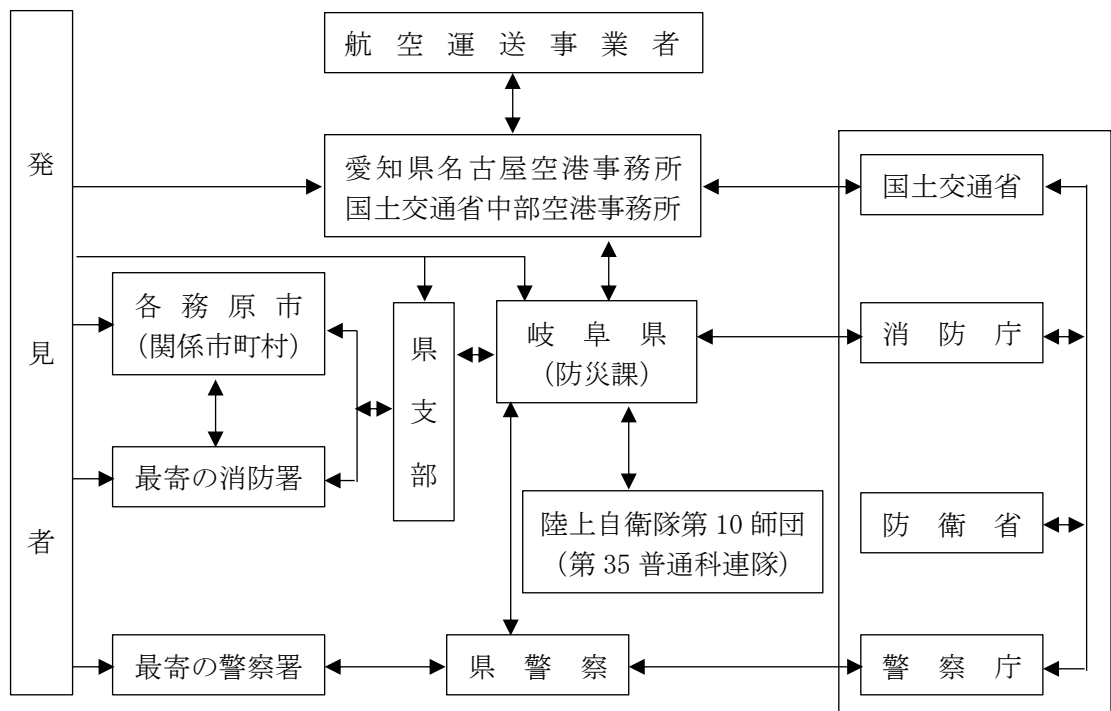 航空運送事業者
発見者
愛知県名古屋空港事務所
国土交通省中部空港事務所
国土交通省
各務原市
(関係市町村)
県支部
岐阜県
(防災課)
消防庁
最寄の消防署
陸上自衛隊第 10 師団
(第 35 普通科連隊)
防衛省
最寄の警察署
県警察
警察庁